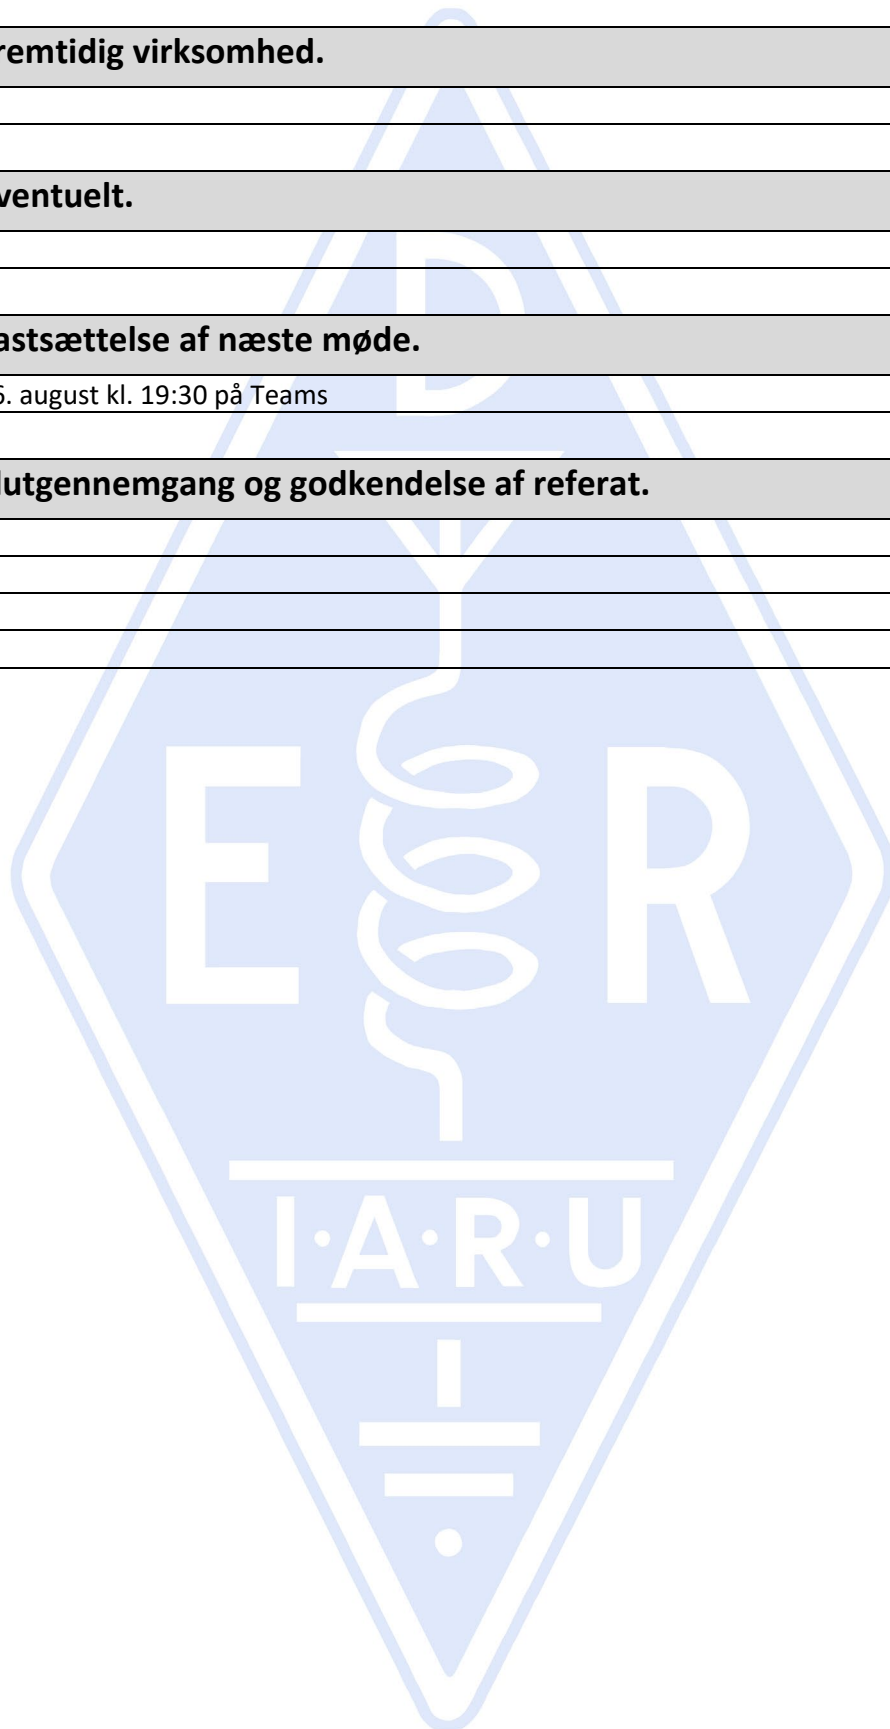 remtidig virksomhed.
ventuelt.
astsættelse af næste møde.
6. august kl. 19:30 på Teams
lutgennemgang og godkendelse af referat.
D
E R
I·A·R·U